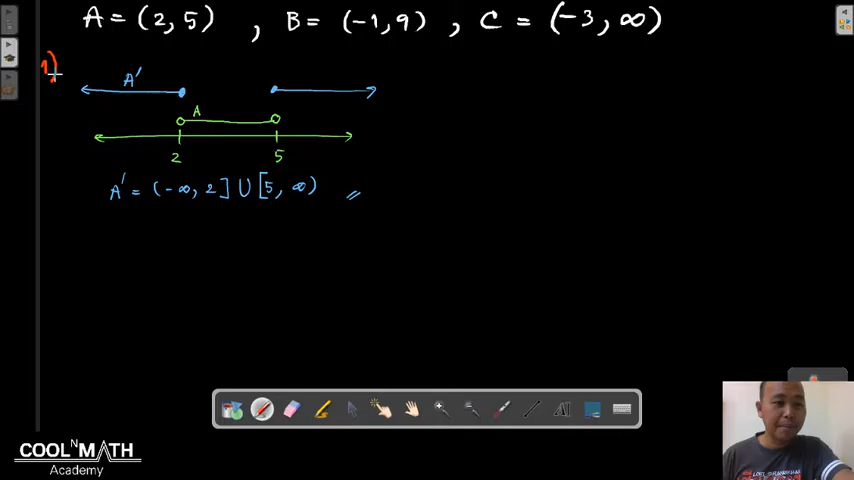 A = (2,5) , B = (-1,9) , C = (-3, ∞)
1)
A'
A
2 5
A' = (-∞, 2] U [5, ∞)
COOL N MATH
Academy